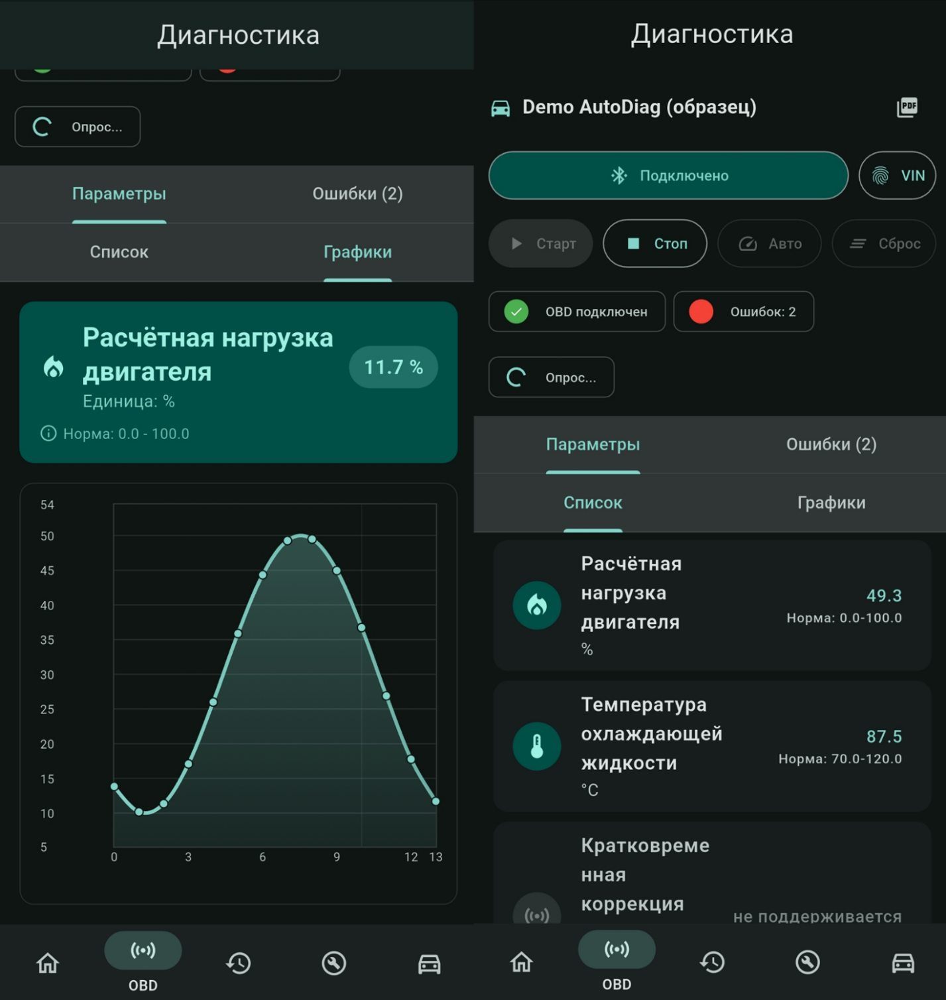 Диагностика
Опрос...
Параметры
Ошибки (2)
Список
Графики
Расчётная нагрузка
двигателя
11.7 %
Единица: %
Норма: 0.0 - 100.0
54
50
45
40
35
30
25
20
15
10
5
0
3
6
9
12
13
OBD
Диагностика
Demo AutoDiag (образец)
PDF
Подключено
VIN
Старт
Стоп
Авто
Сброс
OBD подключен
Ошибок: 2
Опрос...
Параметры
Ошибки (2)
Список
Графики
Расчётная
нагрузка
двигателя
%
49.3
Норма: 0.0-100.0
Температура
охлаждающей
жидкости
°C
87.5
Норма: 70.0-120.0
Кратковреме
нная
коррекция
не поддерживается
OBD